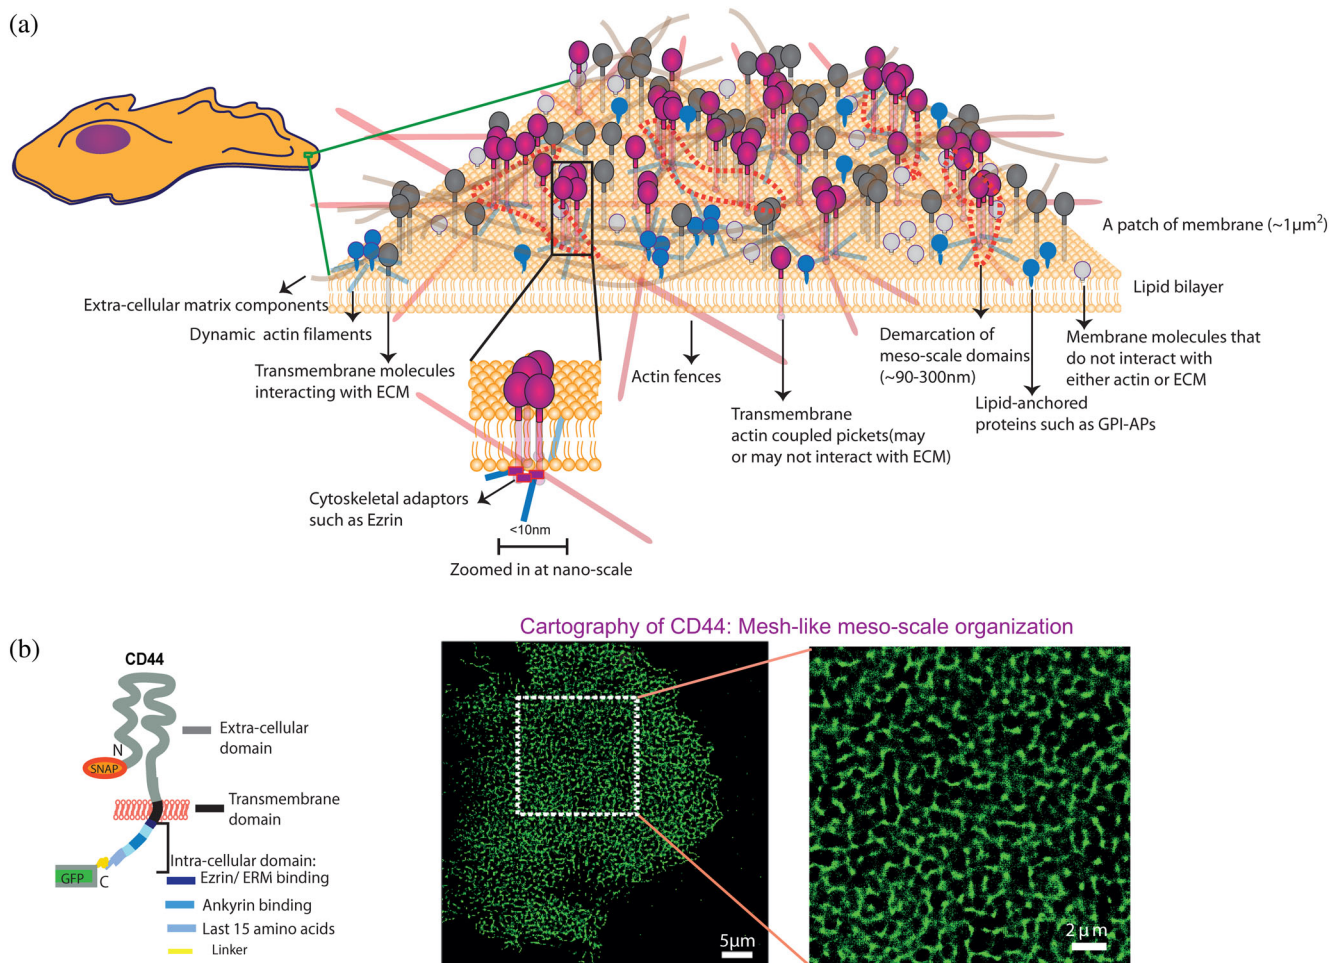 (a)
A patch of membrane (~1μm²)
Lipid bilayer
Extra-cellular matrix components
Dynamic actin filaments
Transmembrane molecules
interacting with ECM
Actin fences
Transmembrane
actin coupled pickets(may
or may not interact with ECM)
Demarcation of
meso-scale domains
(~90-300nm)
Lipid-anchored
proteins such as GPI-APs
Membrane molecules that
do not interact with
either actin or ECM
Cytoskeletal adaptors
such as Ezrin
<10nm
Zoomed in at nano-scale
(b)
CD44
N
SNAP
Extra-cellular
domain
Transmembrane
domain
GFP
C
Intra-cellular domain:
Ezrin/ ERM binding
Ankyrin binding
Last 15 amino acids
Linker
Cartography of CD44: Mesh-like meso-scale organization
5μm
2μm